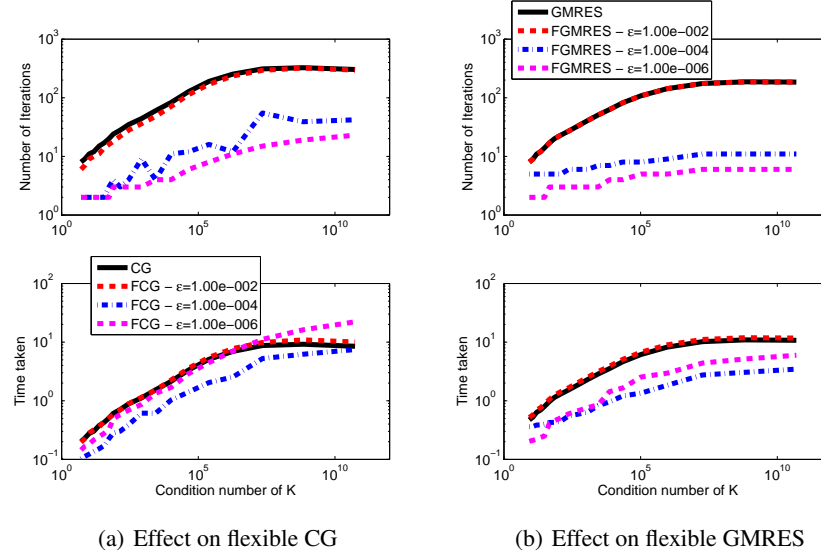 GMRES
FGMRES − ε=1.00e−002
FGMRES − ε=1.00e−004
FGMRES − ε=1.00e−006
10^3
10^2
10^1
10^0
Number of Iterations
10^0
10^5
10^10
10^3
10^2
10^1
10^0
Number of Iterations
10^0
10^5
10^10
CG
FCG − ε=1.00e−002
FCG − ε=1.00e−004
FCG − ε=1.00e−006
10^2
10^1
10^0
10^−1
Time taken
10^0
10^5
10^10
Condition number of K
10^2
10^1
10^0
10^−1
Time taken
10^0
10^5
10^10
Condition number of K
(a) Effect on flexible CG
(b) Effect on flexible GMRES